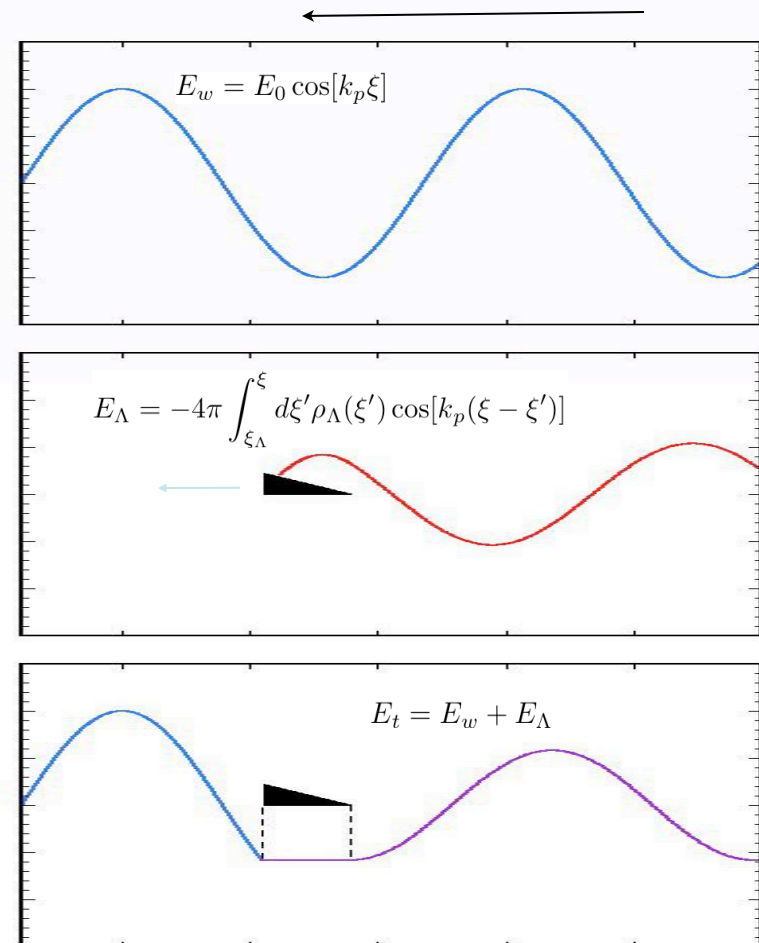 E_w = E_0 cos[k_p ξ]
E_Λ = −4π ∫_{ξ_Λ}^{ξ} dξ′ρ_Λ(ξ′) cos[k_p(ξ − ξ′)]
E_t = E_w + E_Λ